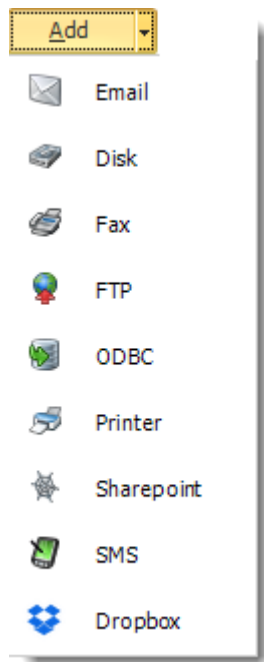 Add
Email
Disk
Fax
FTP
ODBC
Printer
Sharepoint
SMS
Dropbox